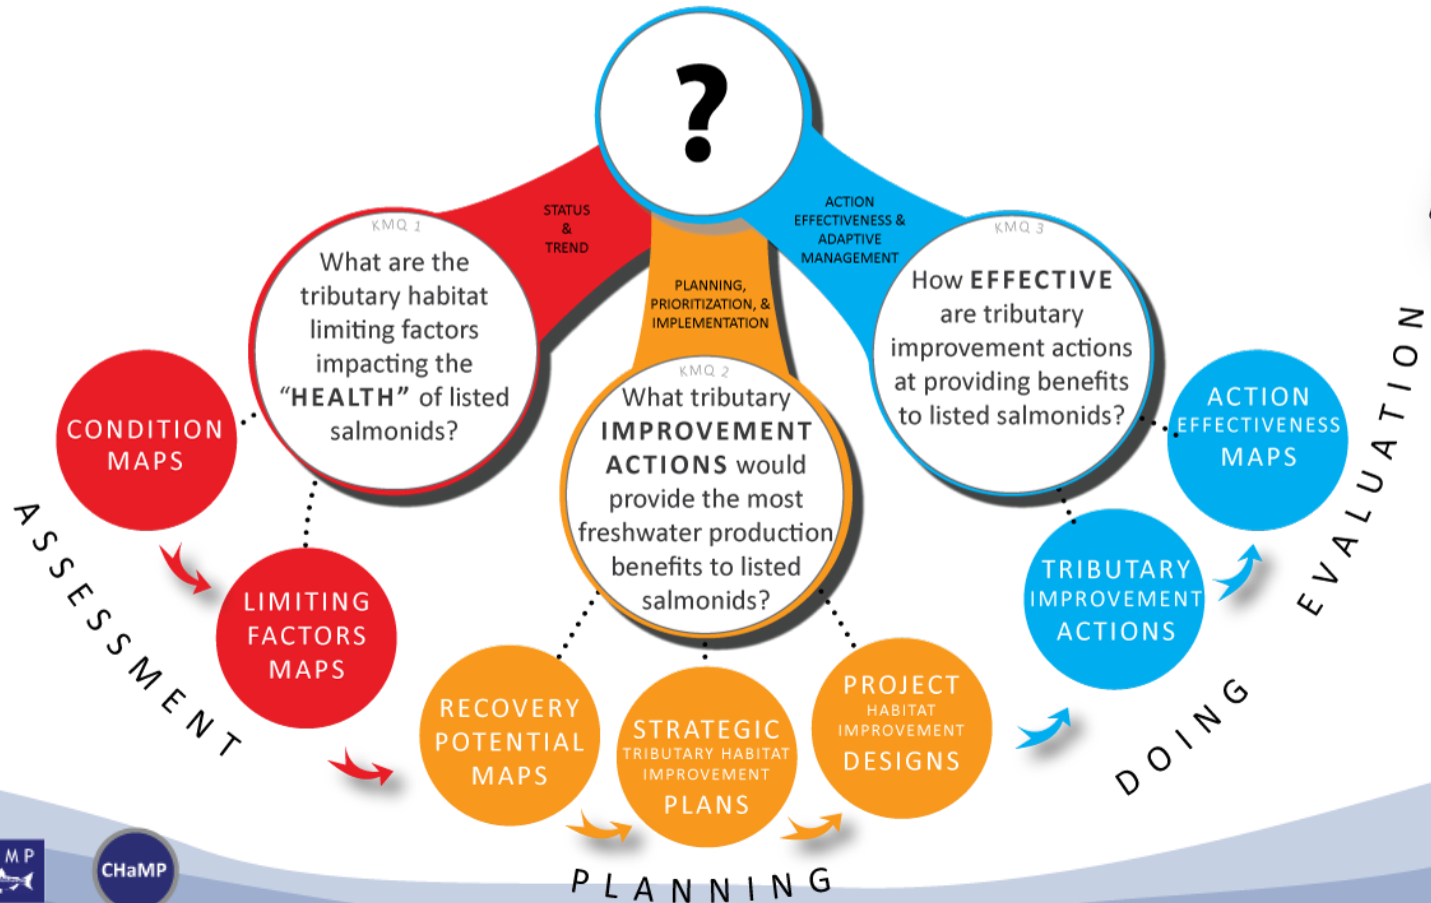 ?
STATUS
&
TREND
PLANNING,
PRIORITIZATION, &
IMPLEMENTATION
ACTION
EFFECTIVENESS &
ADAPTIVE
MANAGEMENT
KMQ 1
What are the
tributary habitat
limiting factors
impacting the
“HEALTH” of listed
salmonids?
KMQ 2
What tributary
IMPROVEMENT
ACTIONS would
provide the most
freshwater production
benefits to listed
salmonids?
KMQ 3
How EFFECTIVE
are tributary
improvement actions
at providing benefits
to listed salmonids?
CONDITION
MAPS
LIMITING
FACTORS
MAPS
RECOVERY
POTENTIAL
MAPS
STRATEGIC
TRIBUTARY HABITAT
IMPROVEMENT
PLANS
PROJECT
HABITAT
IMPROVEMENT
DESIGNS
TRIBUTARY
IMPROVEMENT
ACTIONS
ACTION
EFFECTIVENESS
MAPS
ASSESSMENT
PLANNING
DOING
EVALUATION
MP
CHaMP